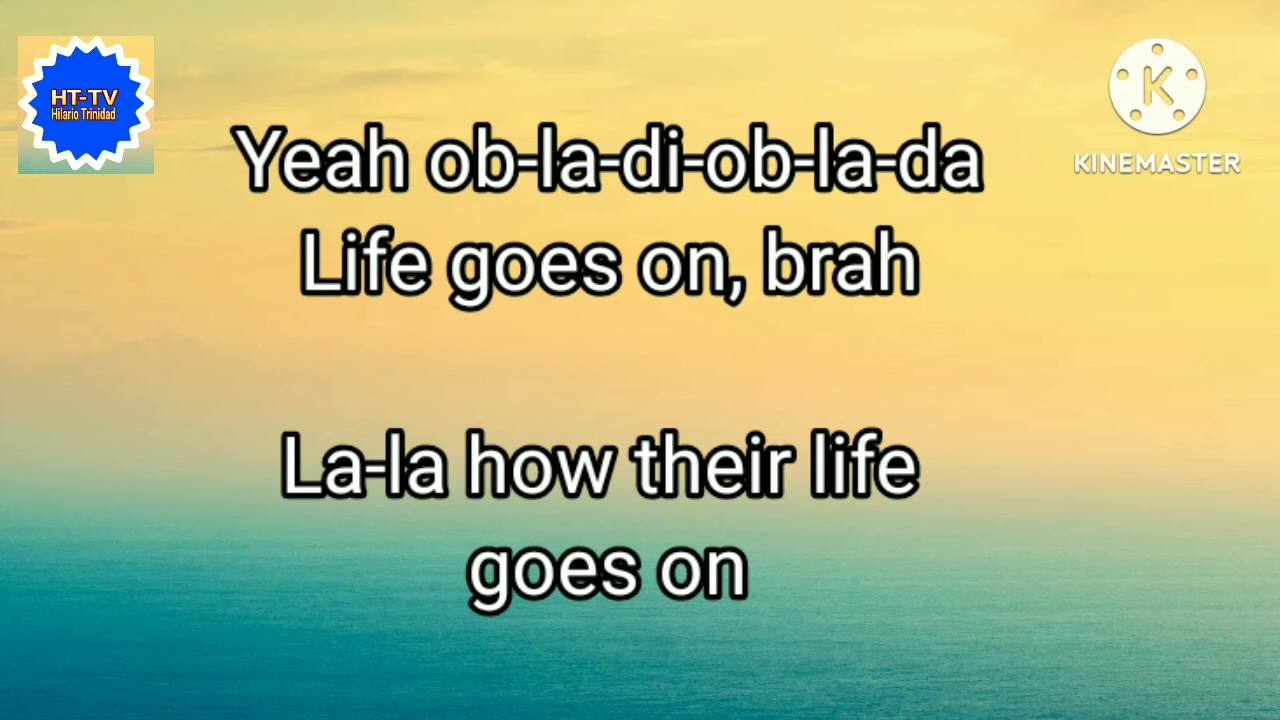 HT-TV
Hilario Trinidad
KINEMASTER
Yeah ob-la-di-ob-la-da
Life goes on, brah
La-la how their life
goes on